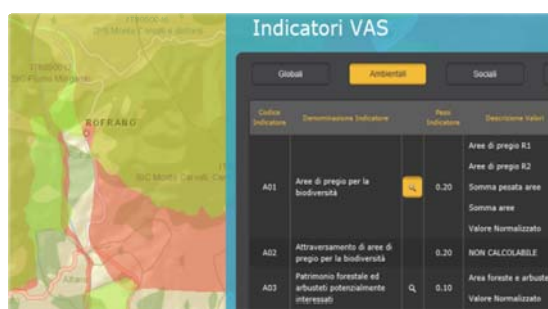 Indicatori VAS
Globali
Ambientali
Sociali
Codice
Indicatore
Denominazione Indicatore
Peso
Indicatore
Descrizione Valori
Aree di pregio R1
Aree di pregio R2
A01
Aree di pregio per la
biodiversità
0.20
Somma pesata aree
Somma aree
Valore Normalizzato
A02
Attraversamento di aree di
pregio per la biodiversità
0.20
NON CALCOLABILE
A03
Patrimonio forestale ed
arbusteti potenzialmente
interessati
0.10
Area foreste e arbuste
Valore Normalizzato
ROFRANO